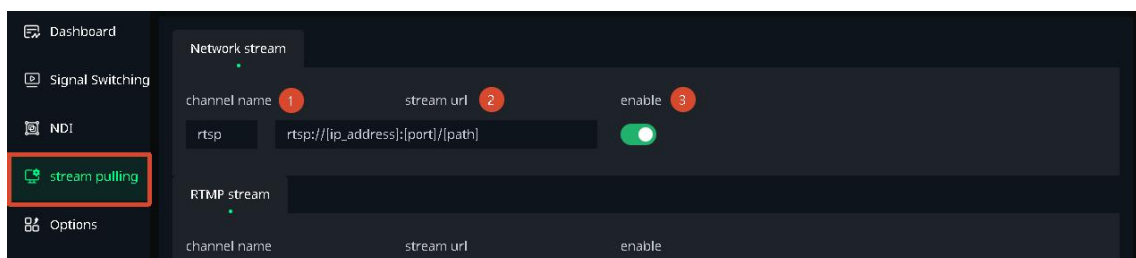 Dashboard
Signal Switching
NDI
stream pulling
Options
Network stream
channel name 1 stream url 2 enable 3
rtsp rtsp://[ip_address]:[port]/[path]
RTMP stream
channel name stream url enable